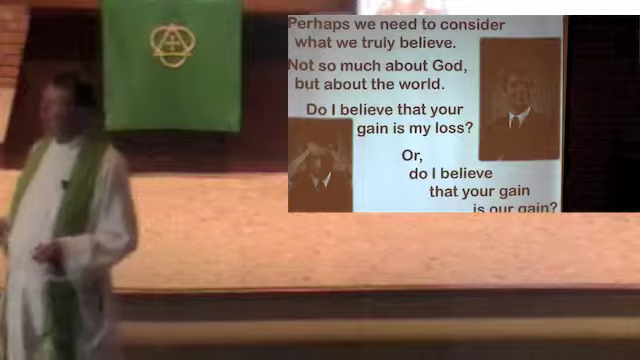 Perhaps we need to consider
what we truly believe.
Not so much about God,
but about the world.
Do I believe that your
gain is my loss?
Or,
do I believe
that your gain
is our gain?